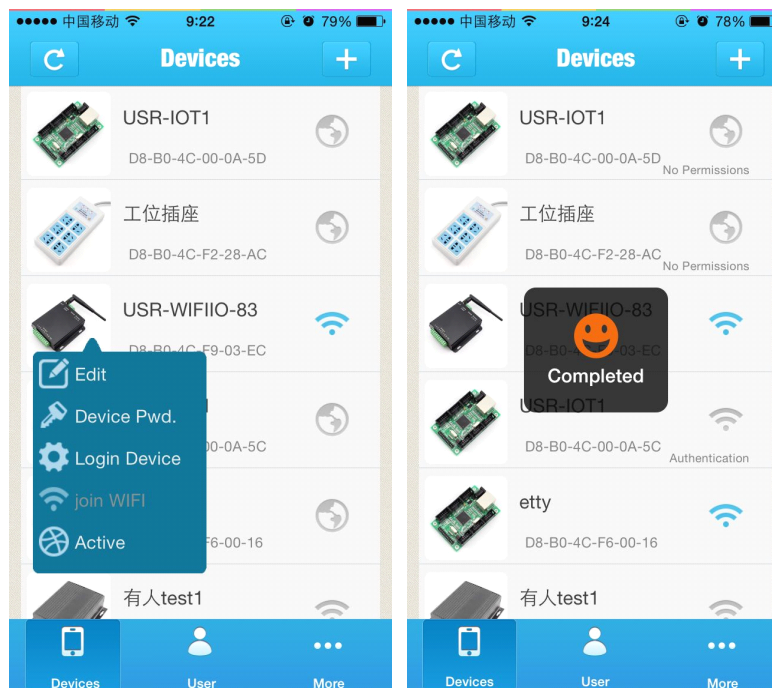 中国移动 9:22 79%
Devices
USR-IOT1
D8-B0-4C-00-0A-5D
工位插座
D8-B0-4C-F2-28-AC
USR-WIFIIO-83
D8-B0-4C-F9-03-EC
Edit
Device Pwd.
Login Device
00-0A-5C
join WIFI
Active
F6-00-16
有人test1
Devices User More
中国移动 9:24 78%
Devices
USR-IOT1
D8-B0-4C-00-0A-5D
No Permissions
工位插座
D8-B0-4C-F2-28-AC
No Permissions
USR-WIFIIO-83
03-EC
Completed
USR-IOT1
D8-B0-4C-00-0A-5C
Authentication
etty
D8-B0-4C-F6-00-16
有人test1
Devices User More